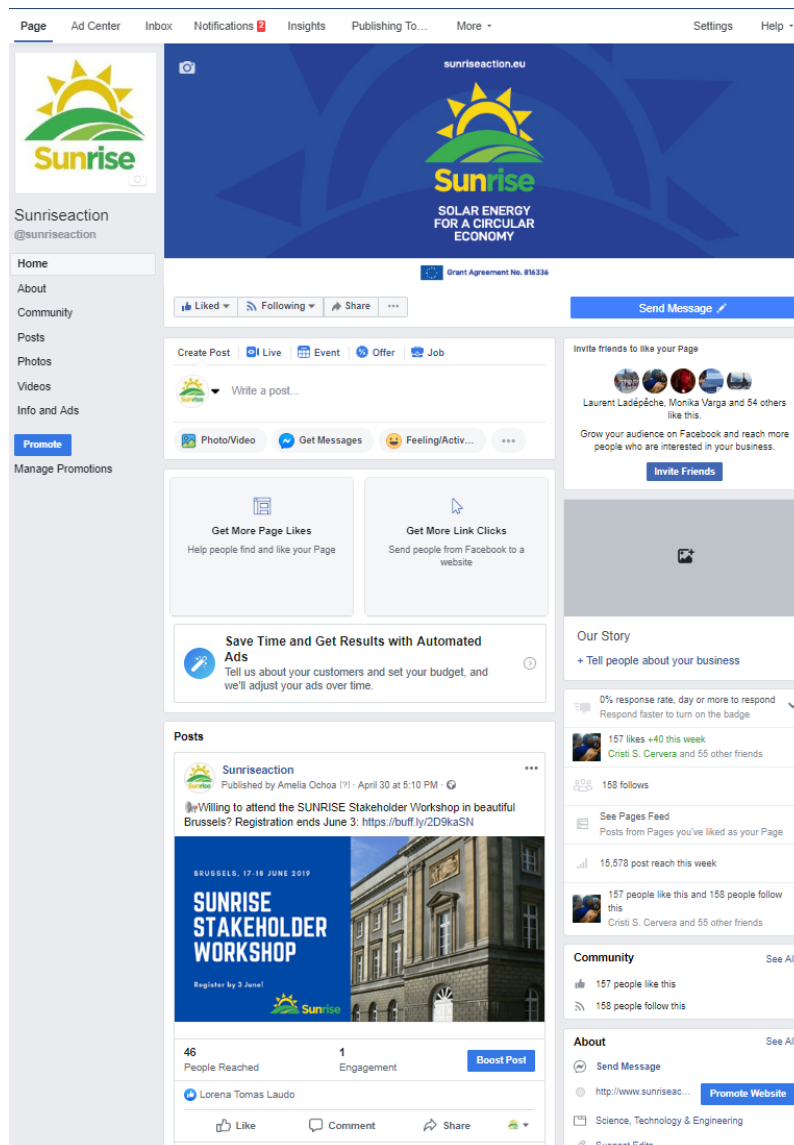 Page Ad Center Inbox Notifications 2 Insights Publishing To... More Settings Help
Sunrise
Sunriseaction
@sunriseaction
Home
About
Community
Posts
Photos
Videos
Info and Ads
Promote
Manage Promotions
sunriseaction.eu
Sunrise
SOLAR ENERGY
FOR A CIRCULAR
ECONOMY
Grant Agreement No. 816336
Liked Following Share ...
Send Message
Create Post Live Event Offer Job
Write a post...
Photo/Video Get Messages Feeling/Activ... ...
Get More Page Likes
Help people find and like your Page
Get More Link Clicks
Send people from Facebook to a
website
Save Time and Get Results with Automated
Ads
Tell us about your customers and set your budget, and
we'll adjust your ads over time.
Posts
Sunriseaction
Published by Amelia Ochoa [?] · April 30 at 5:10 PM ·
Willing to attend the SUNRISE Stakeholder Workshop in beautiful
Brussels? Registration ends June 3: https://buff.ly/2D9kaSN
BRUSSELS, 17-18 JUNE 2019
SUNRISE
STAKEHOLDER
WORKSHOP
Register by 3 June!
Sunrise
46
People Reached
1
Engagement
Boost Post
Lorena Tomas Laudo
Like Comment Share
Invite friends to like your Page
Laurent Ladépêche, Monika Varga and 54 others
like this.
Grow your audience on Facebook and reach more
people who are interested in your business.
Invite Friends
Our Story
+ Tell people about your business
0% response rate, day or more to respond
Respond faster to turn on the badge
157 likes +40 this week
Cristi S. Cervera and 55 other friends
158 follows
See Pages Feed
Posts from Pages you've liked as your Page
15,578 post reach this week
157 people like this and 158 people follow
this
Cristi S. Cervera and 55 other friends
Community See Al
157 people like this
158 people follow this
About See Al
Send Message
http://www.sunriseac... Promote Website
Science, Technology & Engineering
Suggest Edits